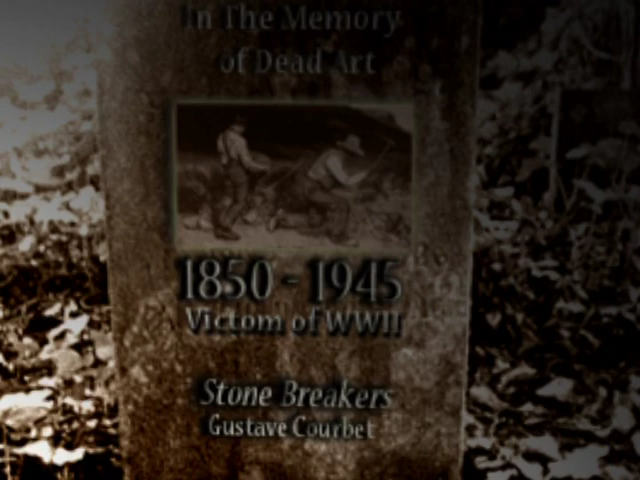 In The Memory
of Dead Art
1850 - 1945
Victom of WWII
Stone Breakers
Gustave Courbet